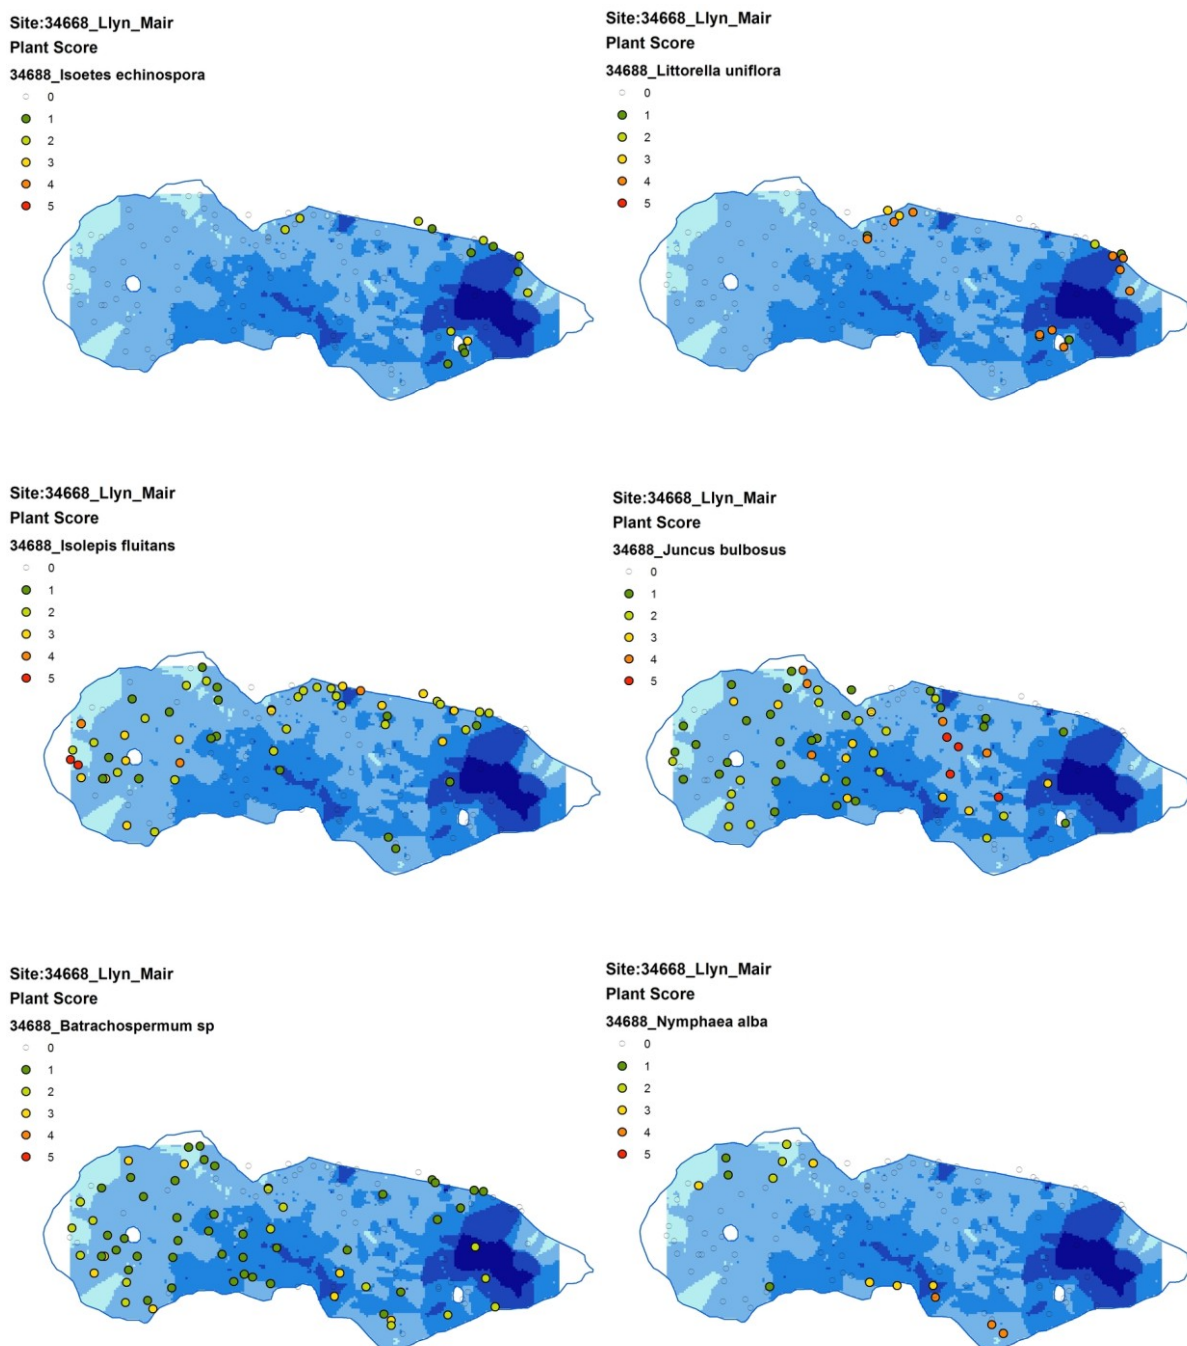 Site:34668_Llyn_Mair
Plant Score
34688_Isoetes echinospora
0
1
2
3
4
5
Site:34668_Llyn_Mair
Plant Score
34688_Littorella uniflora
0
1
2
3
4
5
Site:34668_Llyn_Mair
Plant Score
34688_Isolepis fluitans
0
1
2
3
4
5
Site:34668_Llyn_Mair
Plant Score
34688_Juncus bulbosus
0
1
2
3
4
5
Site:34668_Llyn_Mair
Plant Score
34688_Batrachospermum sp
0
1
2
3
4
5
Site:34668_Llyn_Mair
Plant Score
34688_Nymphaea alba
0
1
2
3
4
5